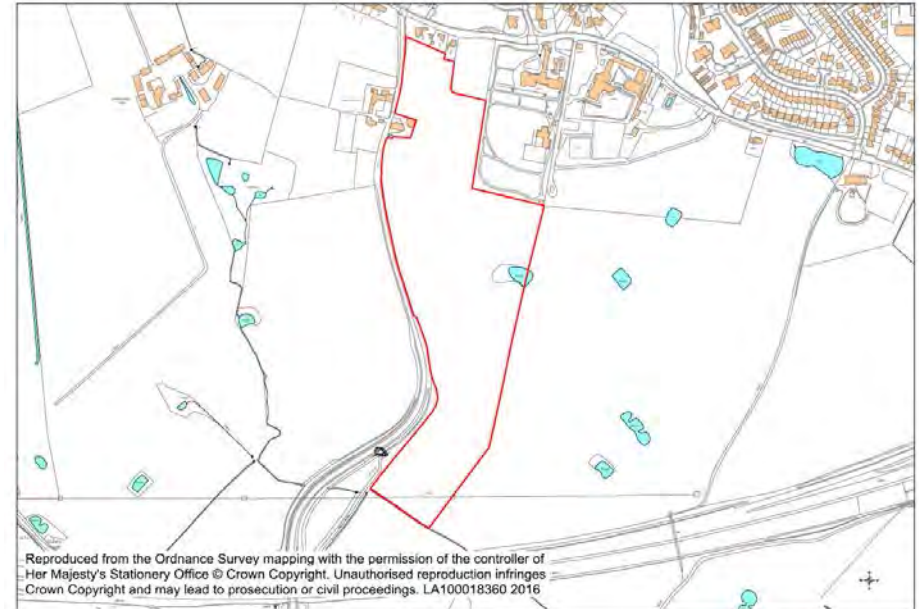 Reproduced from the Ordnance Survey mapping with the permission of the controller of
Her Majesty's Stationery Office © Crown Copyright. Unauthorised reproduction infringes
Crown Copyright and may lead to prosecution or civil proceedings. LA100018360 2016